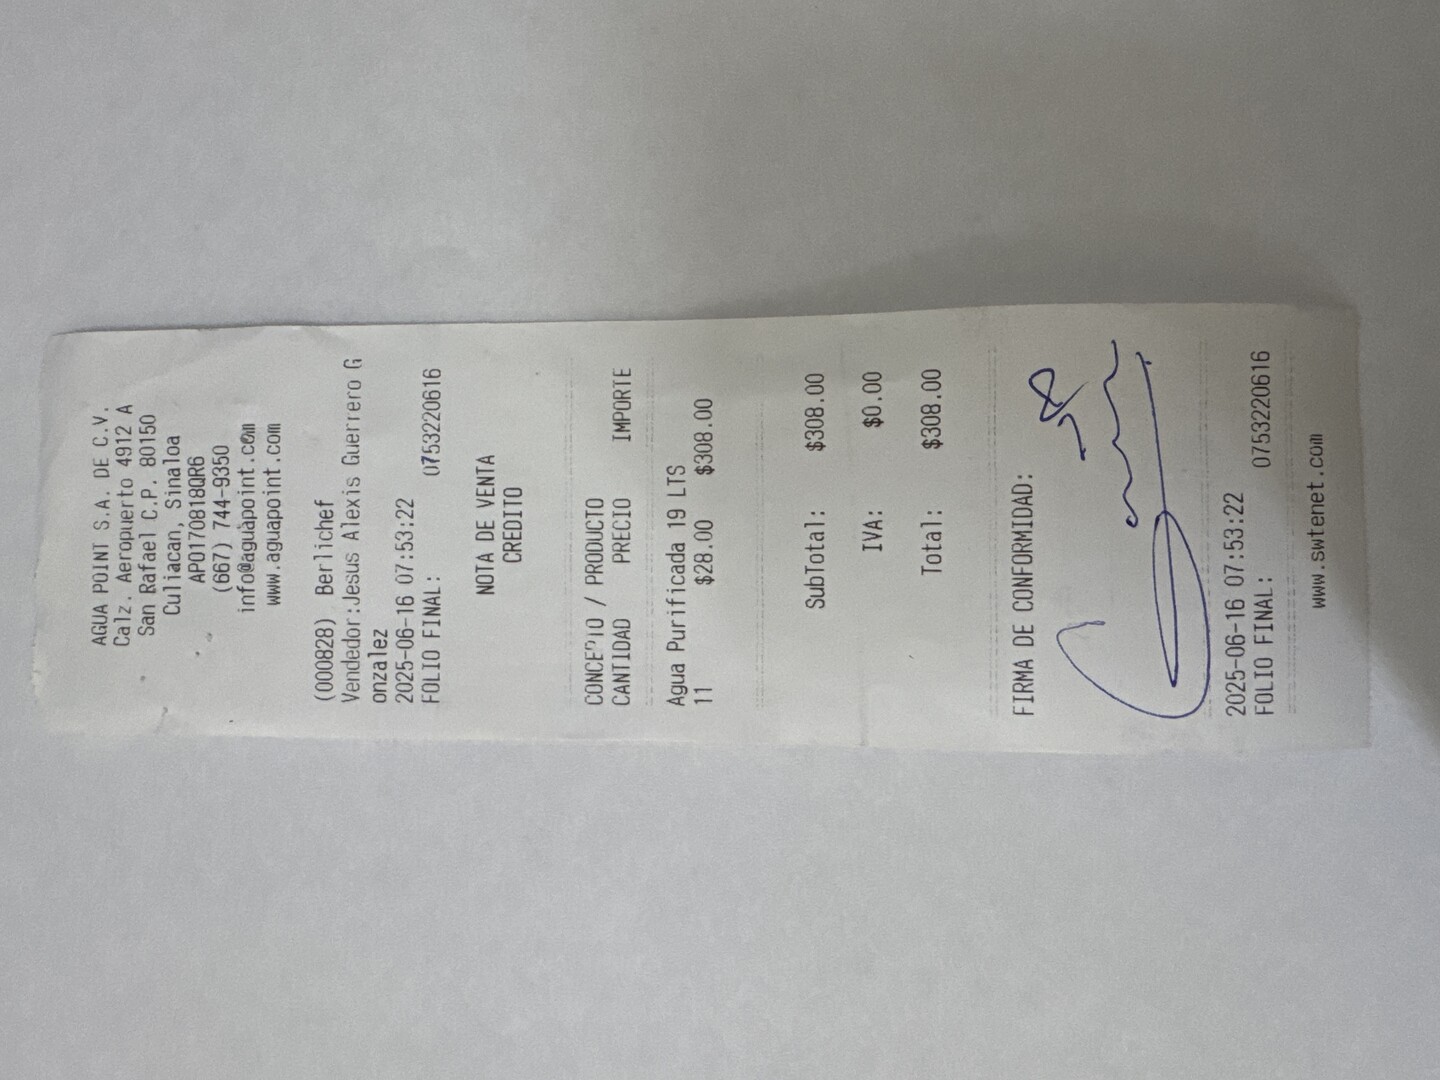 AGUA POINT S.A. DE C.V.
Calz. Aeropuerto 4912 A
San Rafael C.P. 80150
Culiacan, Sinaloa
APO170818QR6
(667) 744-9350
info@aguapoint.com
www.aguapoint.com
(000828) Berlichef
Vendedor:Jesus Alexis Guerrero G
onzalez
2025-06-16 07:53:22
FOLIO FINAL: 0753220616
NOTA DE VENTA
CREDITO
CONCEPTO / PRODUCTO
CANTIDAD PRECIO IMPORTE
Agua Purificada 19 LTS
11 $28.00 $308.00
SubTotal: $308.00
IVA: $0.00
Total: $308.00
FIRMA DE CONFORMIDAD:
2025-06-16 07:53:22
FOLIO FINAL: 0753220616
www.swtenet.com